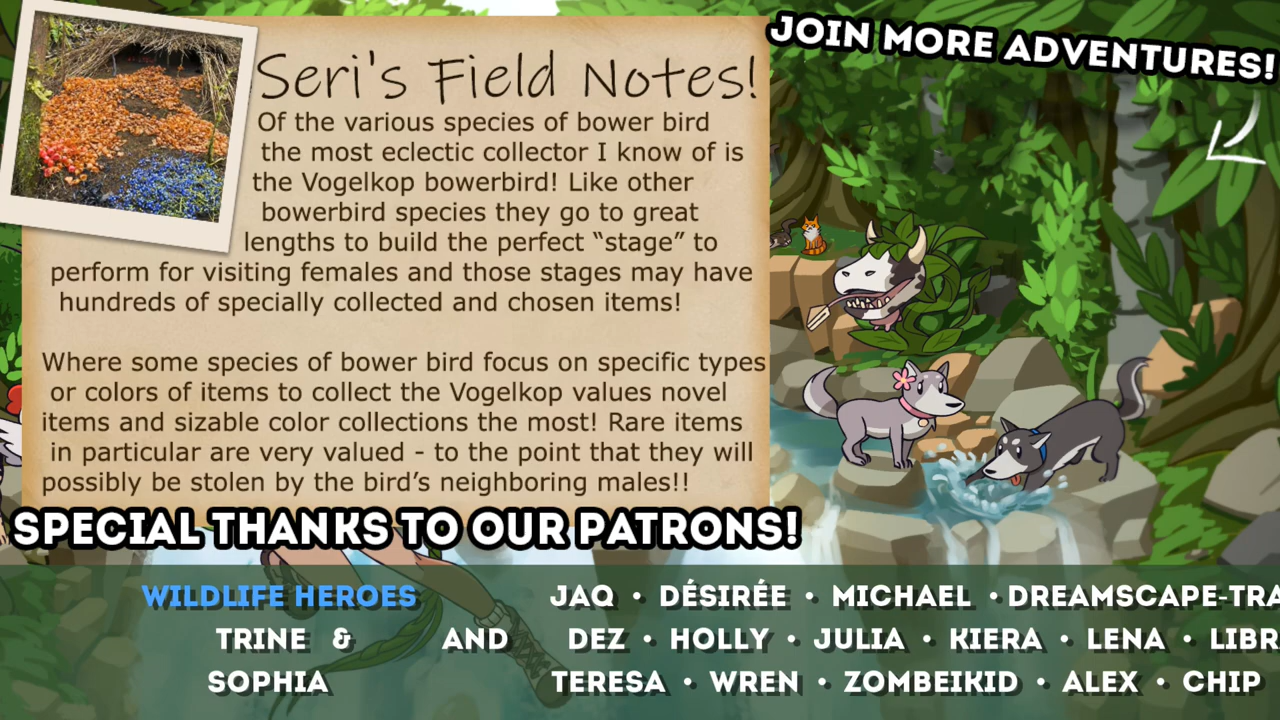 JOIN MORE ADVENTURES!
Seri's Field Notes!
Of the various species of bower bird
the most eclectic collector I know of is
the Vogelkop bowerbird! Like other
bowerbird species they go to great
lengths to build the perfect “stage” to
perform for visiting females and those stages may have
hundreds of specially collected and chosen items!
Where some species of bower bird focus on specific types
or colors of items to collect the Vogelkop values novel
items and sizable color collections the most! Rare items
in particular are very valued - to the point that they will
possibly be stolen by the bird’s neighboring males!!
SPECIAL THANKS TO OUR PATRONS!
WILDLIFE HEROES
TRINE & AND
SOPHIA
JAQ • DÉSIRÉE • MICHAEL • DREAMSCAPE-TRA
DEZ • HOLLY • JULIA • KIERA • LENA • LIBR
TERESA • WREN • ZOMBEIKID • ALEX • CHIP